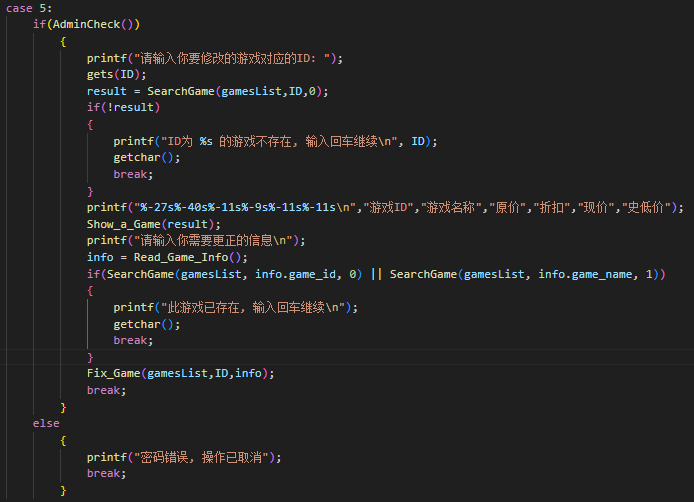 case 5:
    if(AdminCheck())
        {
            printf("请输入你要修改的游戏对应的ID: ");
            gets(ID);
            result = SearchGame(gamesList,ID,0);
            if(!result)
            {
                printf("ID为 %s 的游戏不存在, 输入回车继续\n", ID);
                getchar();
                break;
            }
            printf("%-27s%-40s%-11s%-9s%-11s%-11s\n","游戏ID","游戏名称","原价","折扣","现价","史低价");
            Show_a_Game(result);
            printf("请输入你需要更正的信息\n");
            info = Read_Game_Info();
            if(SearchGame(gamesList, info.game_id, 0) || SearchGame(gamesList, info.game_name, 1))
            {
                printf("此游戏已存在, 输入回车继续\n");
                getchar();
                break;
            }
            Fix_Game(gamesList,ID,info);
            break;
        }
    else
        {
            printf("密码错误, 操作已取消");
            break;
        }